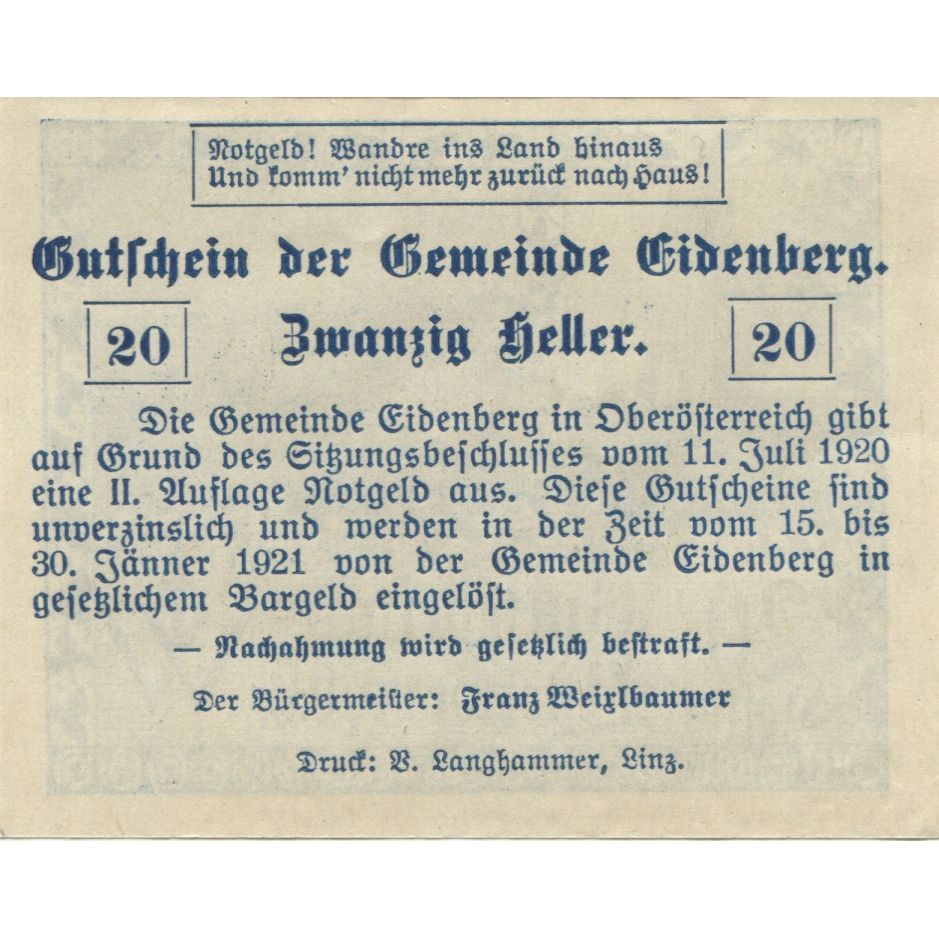 Notgeld! Wandre ins Land hinaus
Und komm' nicht mehr zurück nach Haus!
Gutschein der Gemeinde Eidenberg.
20 Zwanzig Heller. 20
Die Gemeinde Eidenberg in Oberösterreich gibt
auf Grund des Sitzungsbeschlusses vom 11. Juli 1920
eine II. Auflage Notgeld aus. Diese Gutscheine sind
unverzinslich und werden in der Zeit vom 15. bis
30. Jänner 1921 von der Gemeinde Eidenberg in
gesetzlichem Bargeld eingelöst.
— Nachahmung wird gesetzlich bestraft. —
Der Bürgermeister: Franz Weixlbaumer
Druck: V. Langhammer, Linz.